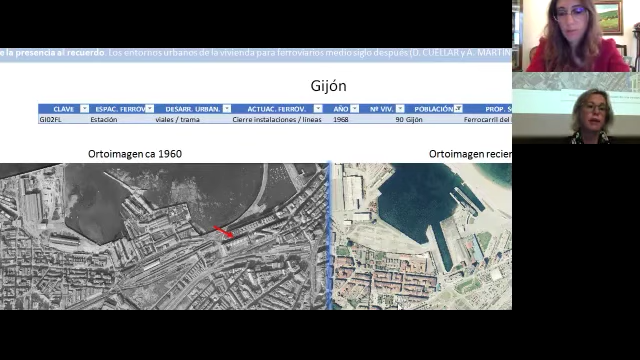 e la presencia al recuerdo. Los entornos urbanos de la vivienda para ferroviarios medio siglo después (D. CUÉLLAR y A. MARTÍN
Gijón
CLAVE ESPAC. FERROV. DESARR. URBAN. ACTUAC. FERROV. AÑO Nº VIV. POBLACIÓN PROP. S
GI02FL Estación viales / trama Cierre instalaciones / líneas 1968 90 Gijón Ferrocarril del
Ortoimagen ca 1960
Ortoimagen recien